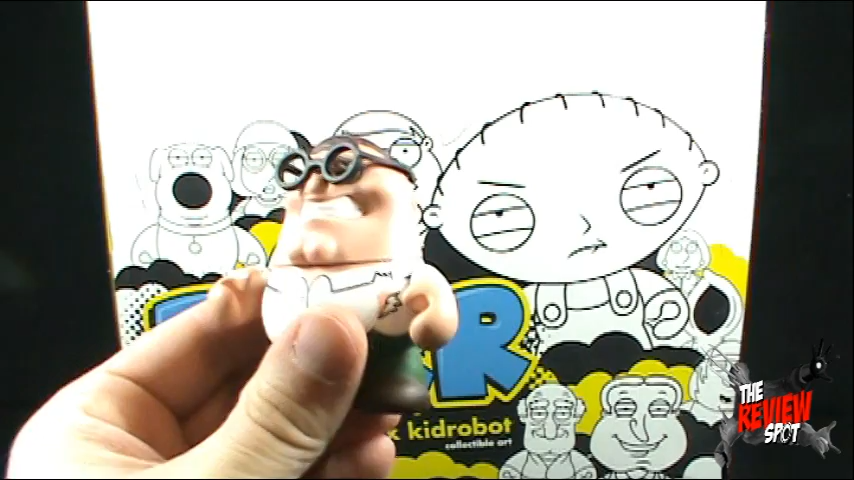 R
x kidrobot
collectible art
THE
REVIEW
SPOT